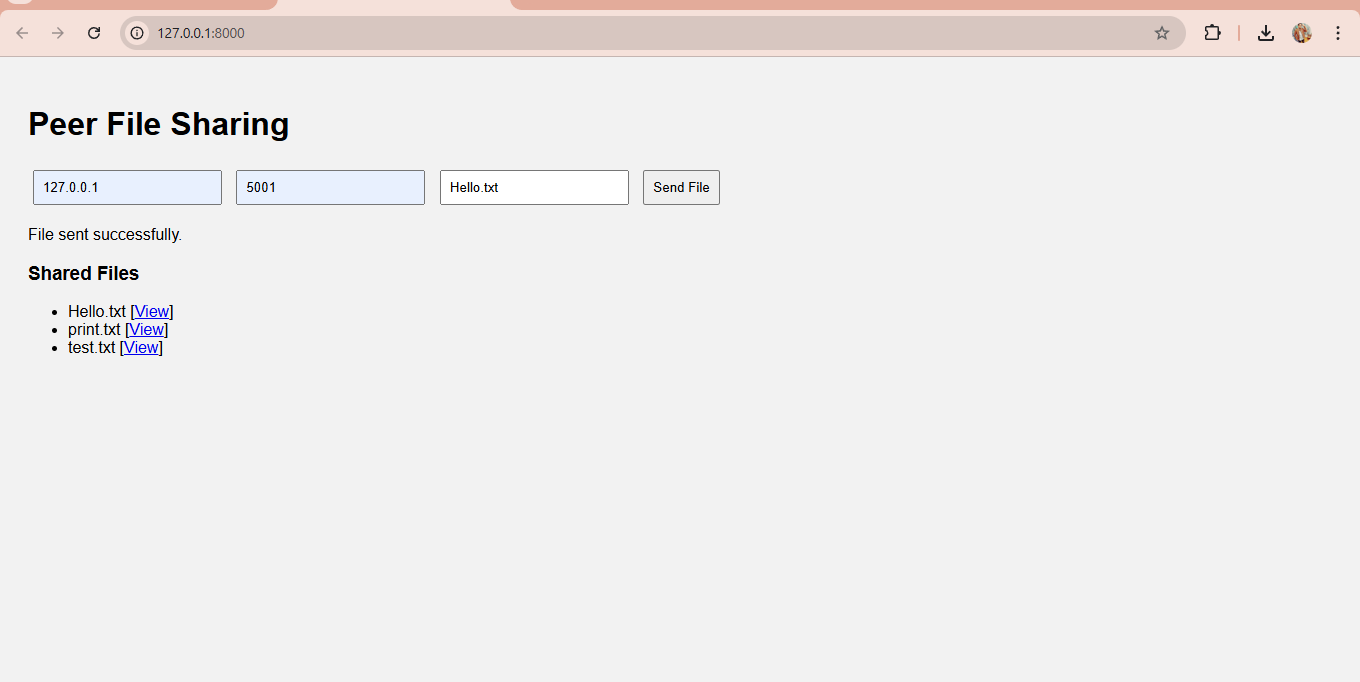 127.0.0.1:8000
Peer File Sharing
127.0.0.1 5001 Hello.txt Send File
File sent successfully.
Shared Files
• Hello.txt [View]
• print.txt [View]
• test.txt [View]